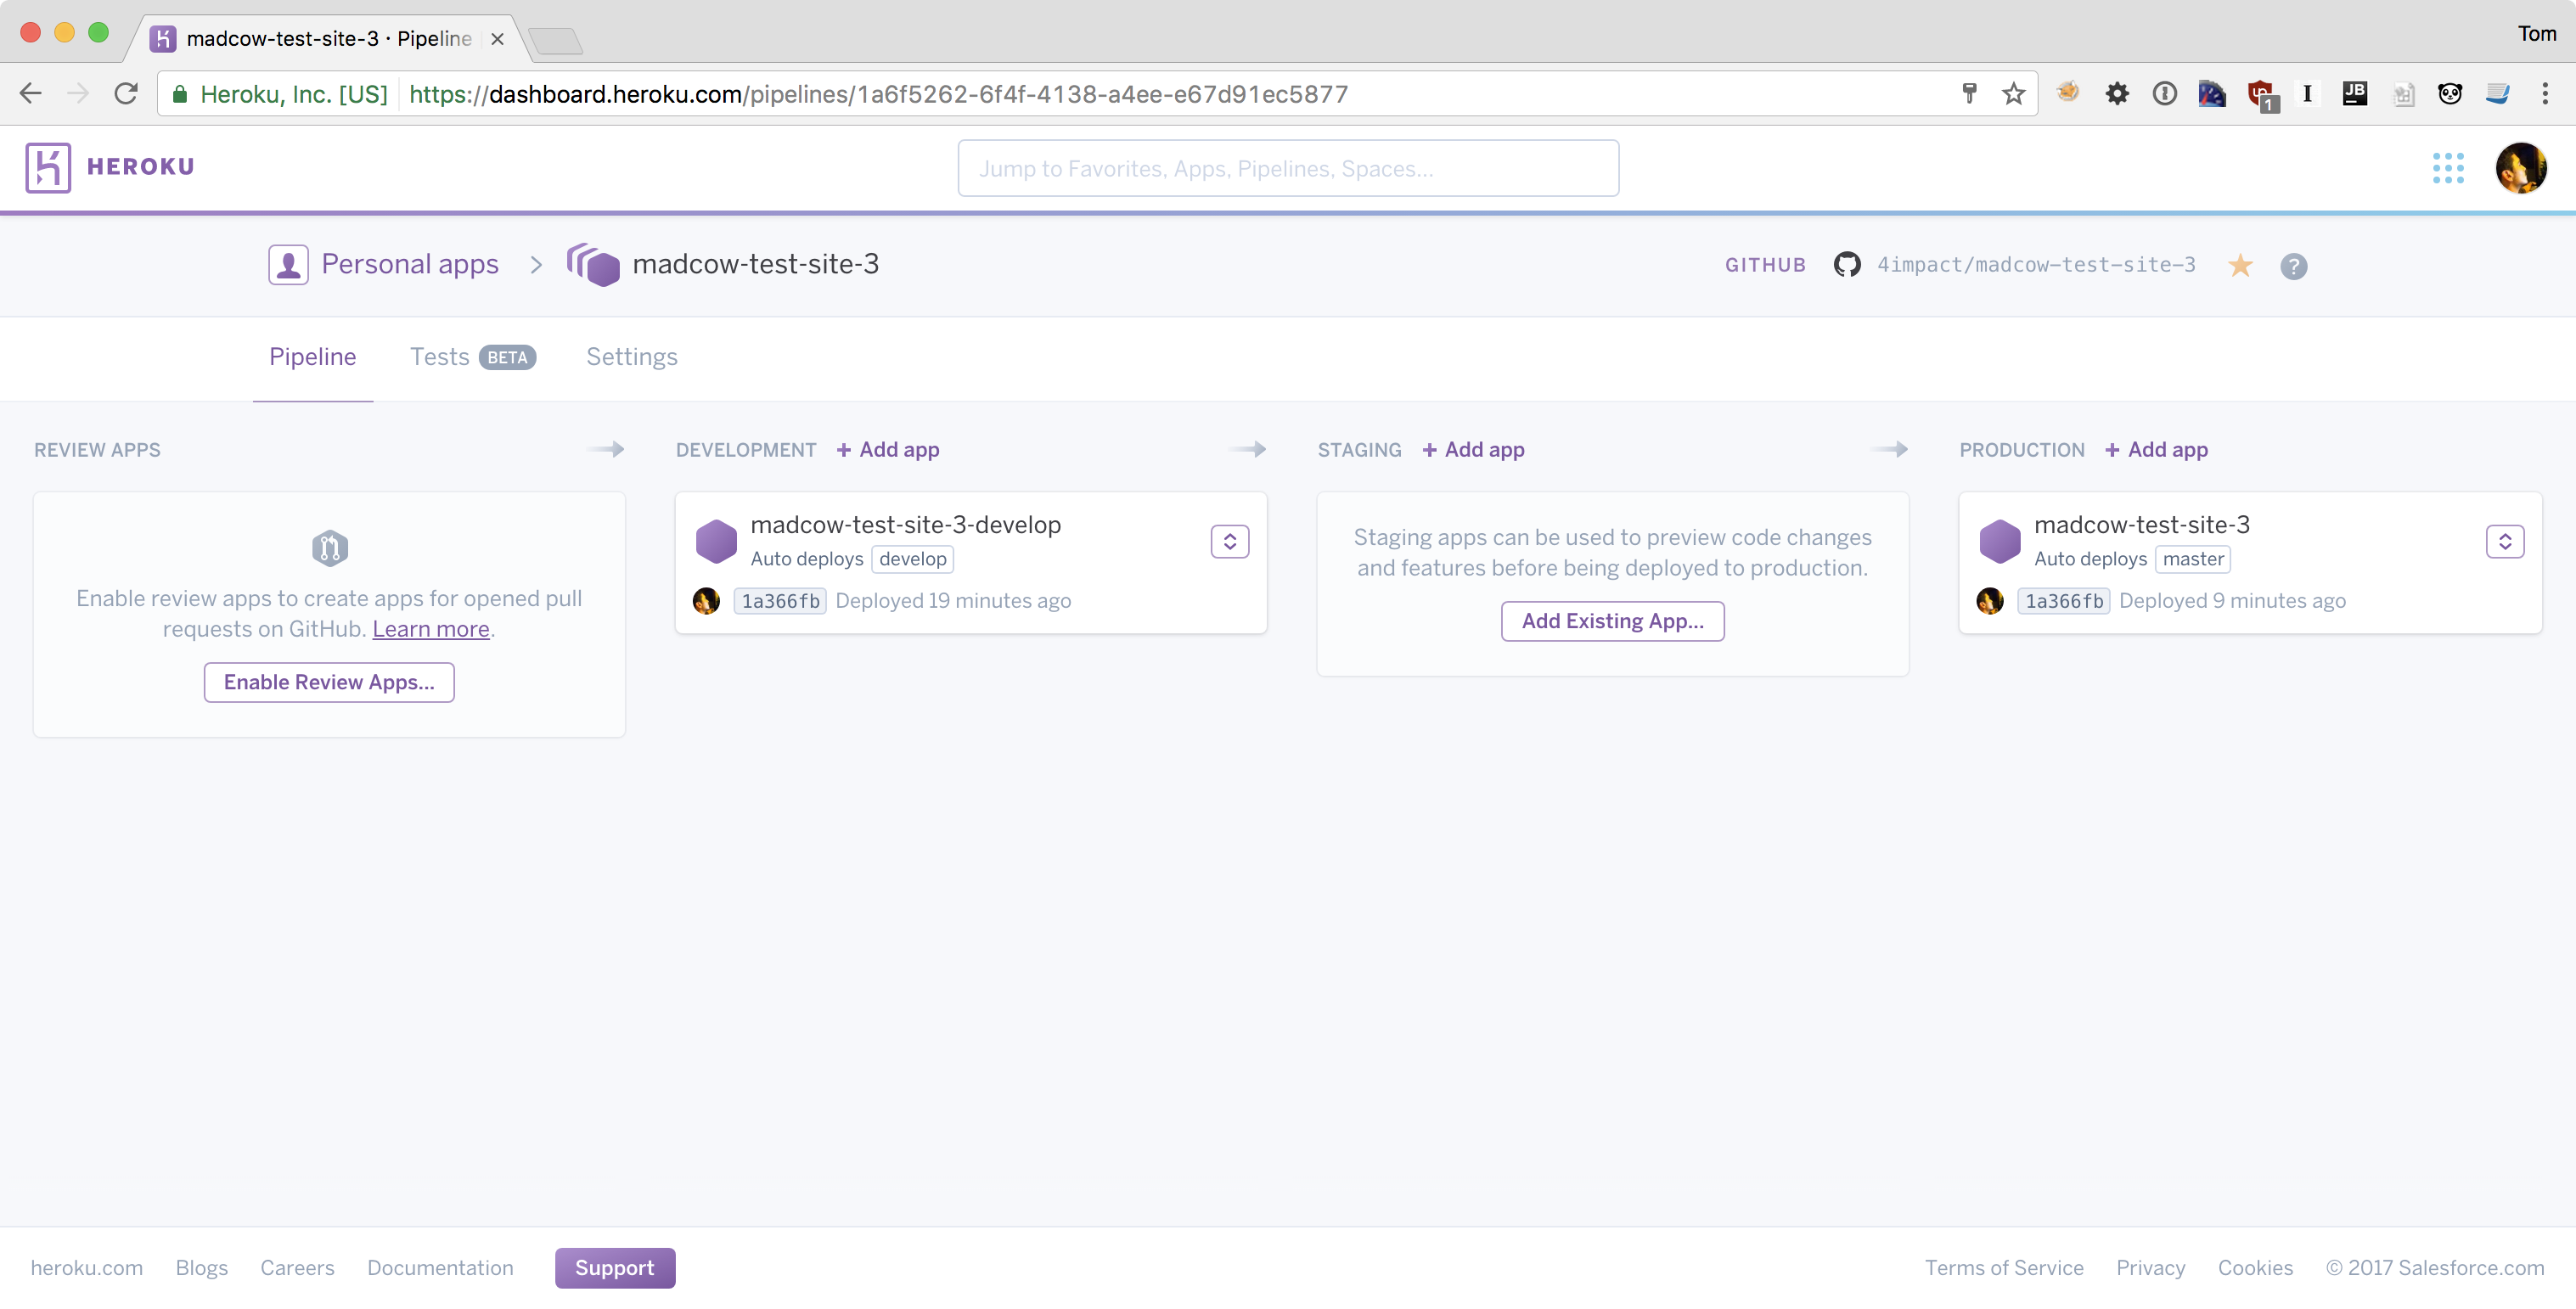 madcow-test-site-3 · Pipeline
Tom
Heroku, Inc. [US]
https://dashboard.heroku.com/pipelines/1a6f5262-6f4f-4138-a4ee-e67d91ec5877
1
I
JB
HEROKU
Jump to Favorites, Apps, Pipelines, Spaces...
Personal apps
madcow-test-site-3
GITHUB
4impact/madcow-test-site-3
?
Pipeline
Tests BETA
Settings
REVIEW APPS
Enable review apps to create apps for opened pull
requests on GitHub. Learn more.
Enable Review Apps...
DEVELOPMENT + Add app
madcow-test-site-3-develop
Auto deploys develop
1a366fb Deployed 19 minutes ago
STAGING + Add app
Staging apps can be used to preview code changes
and features before being deployed to production.
Add Existing App...
PRODUCTION + Add app
madcow-test-site-3
Auto deploys master
1a366fb Deployed 9 minutes ago
heroku.com Blogs Careers Documentation Support
Terms of Service Privacy Cookies © 2017 Salesforce.com